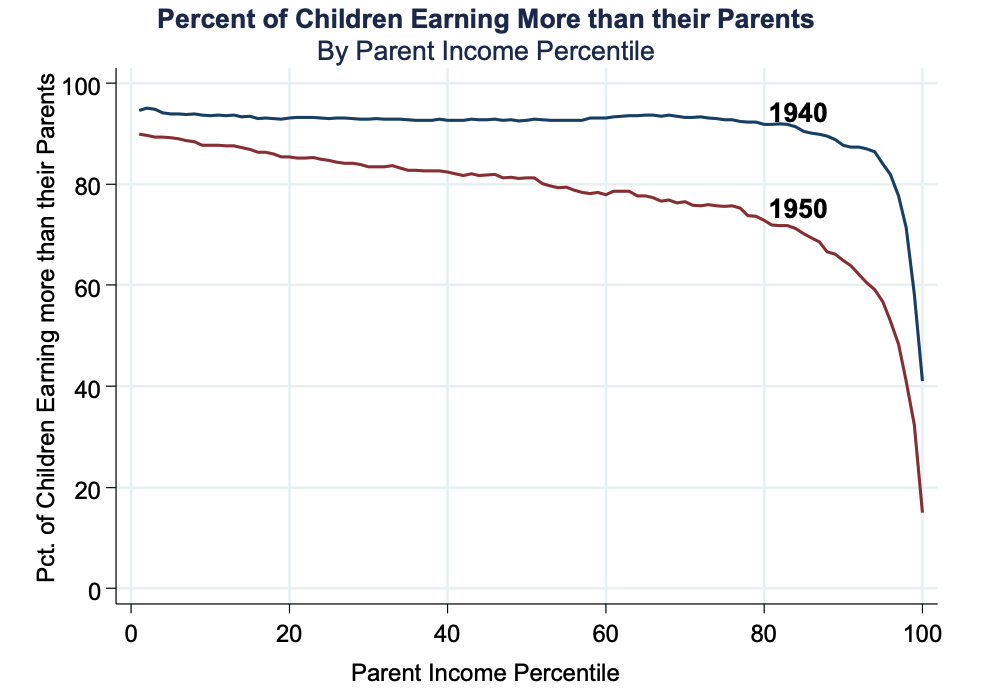 Percent of Children Earning More than their Parents
By Parent Income Percentile
Pct. of Children Earning more than their Parents
100
80
60
40
20
0
1940
1950
0 20 40 60 80 100
Parent Income Percentile